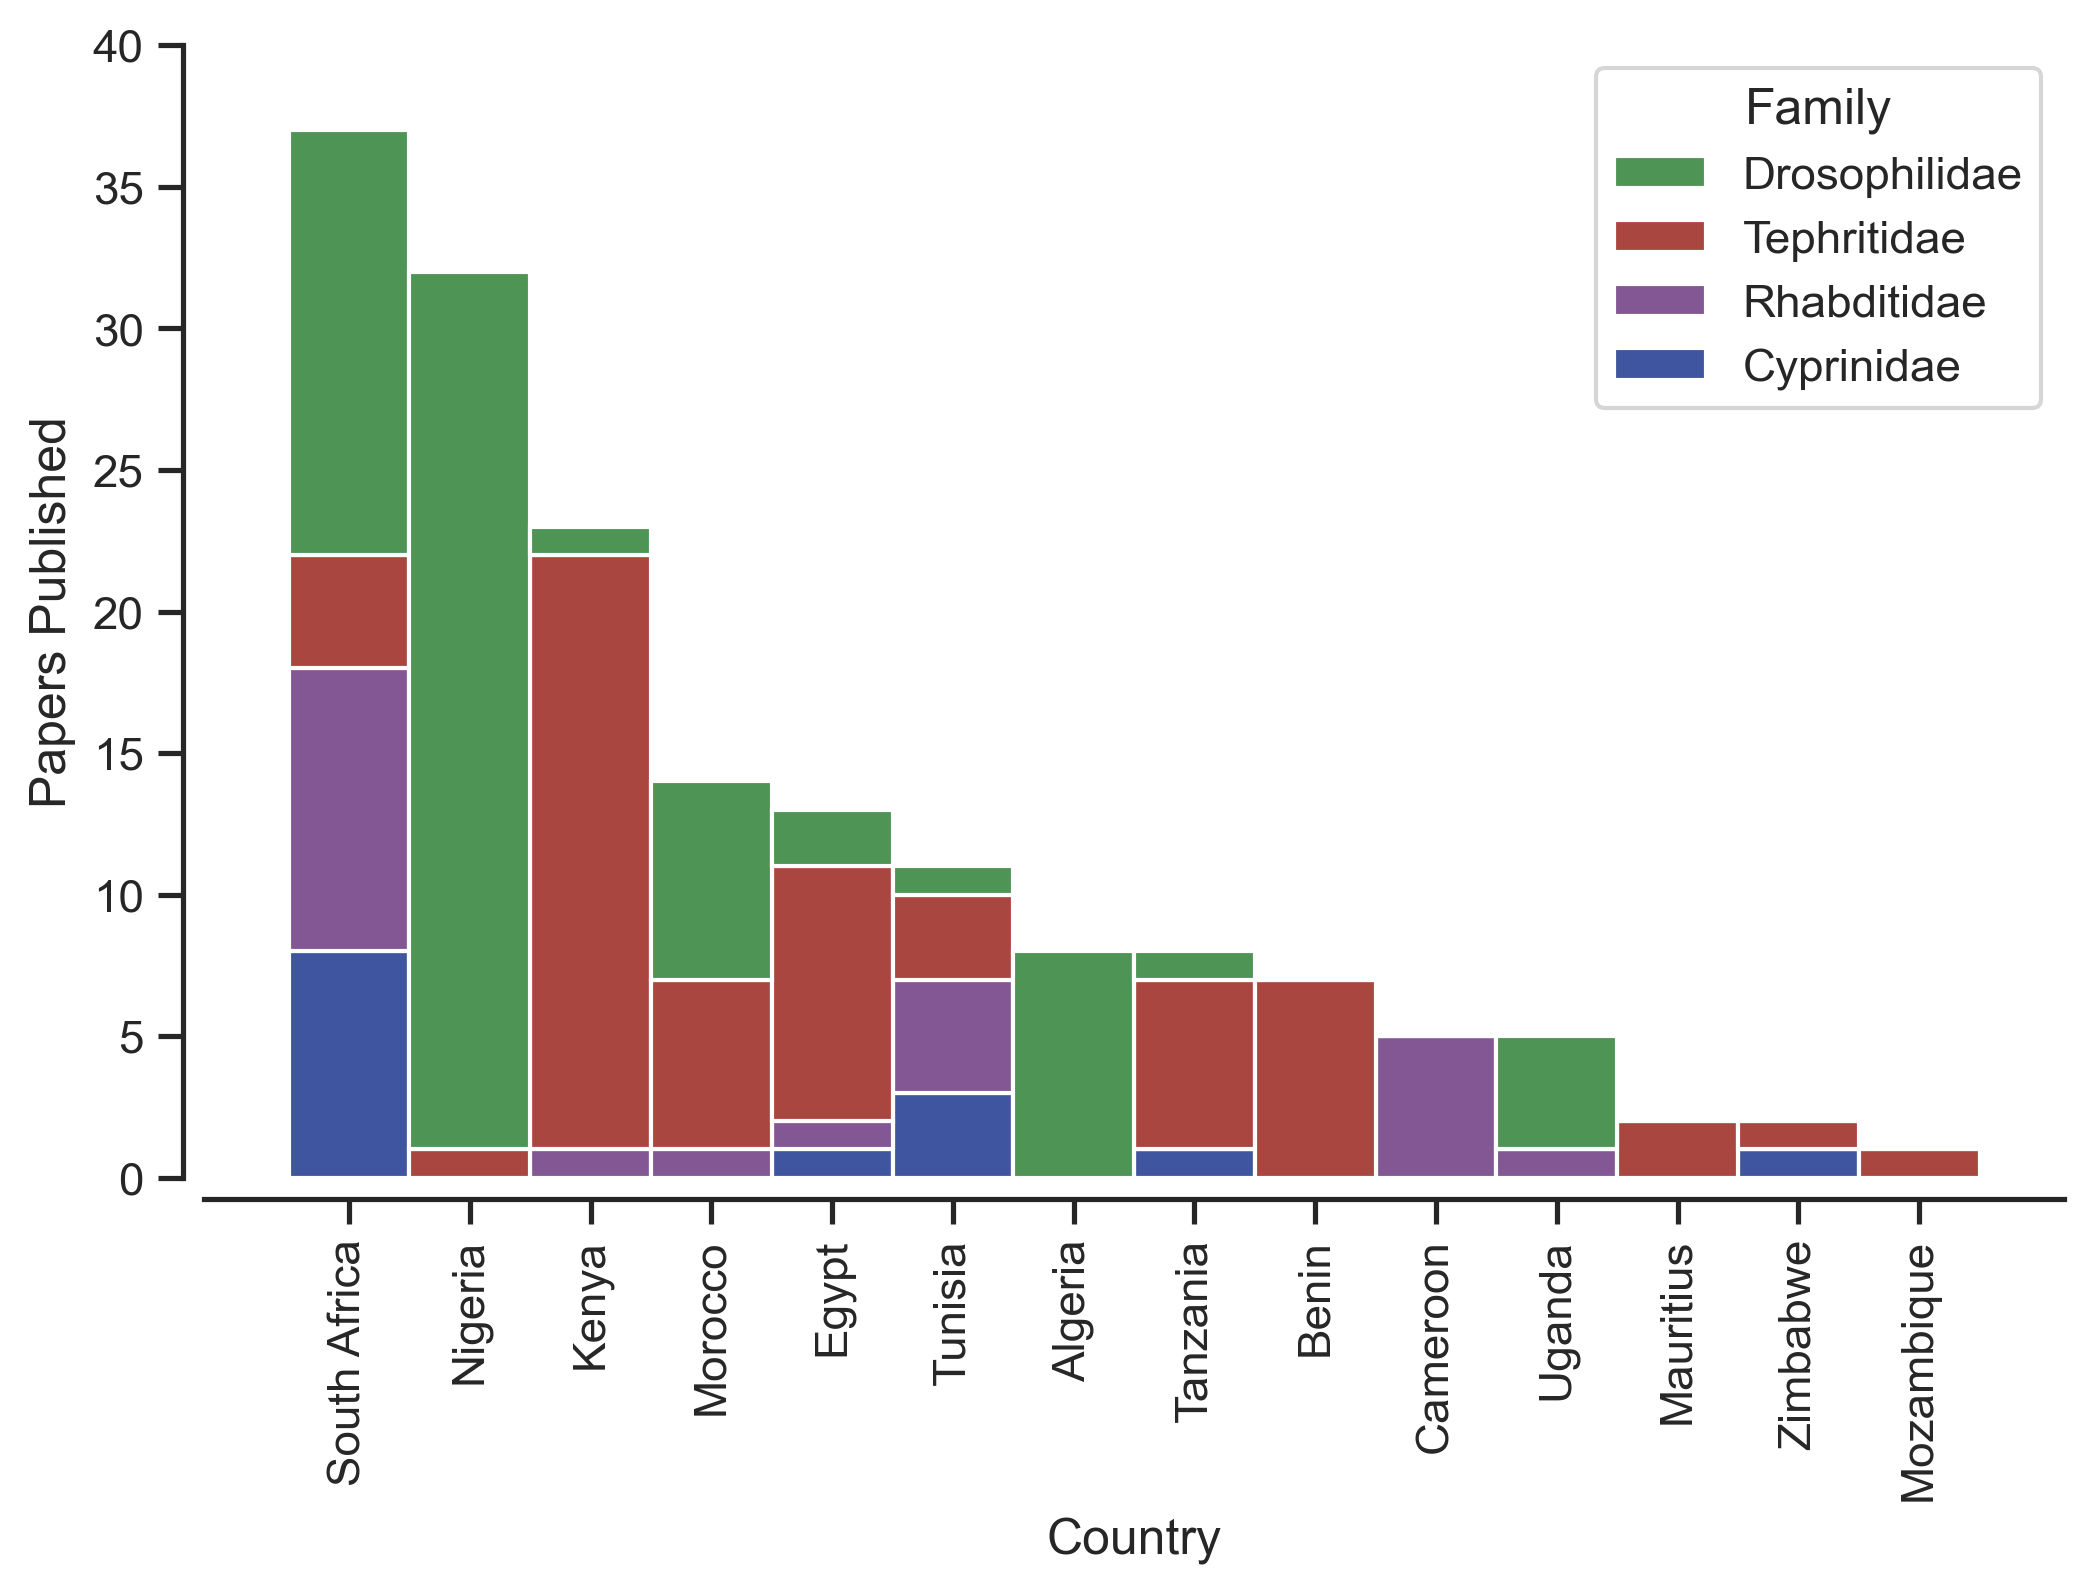 40
35
30
25
20
15
10
5
0
Papers Published
Family
Drosophilidae
Tephritidae
Rhabditidae
Cyprinidae
South Africa
Nigeria
Kenya
Morocco
Egypt
Tunisia
Algeria
Tanzania
Benin
Cameroon
Uganda
Mauritius
Zimbabwe
Mozambique
Country